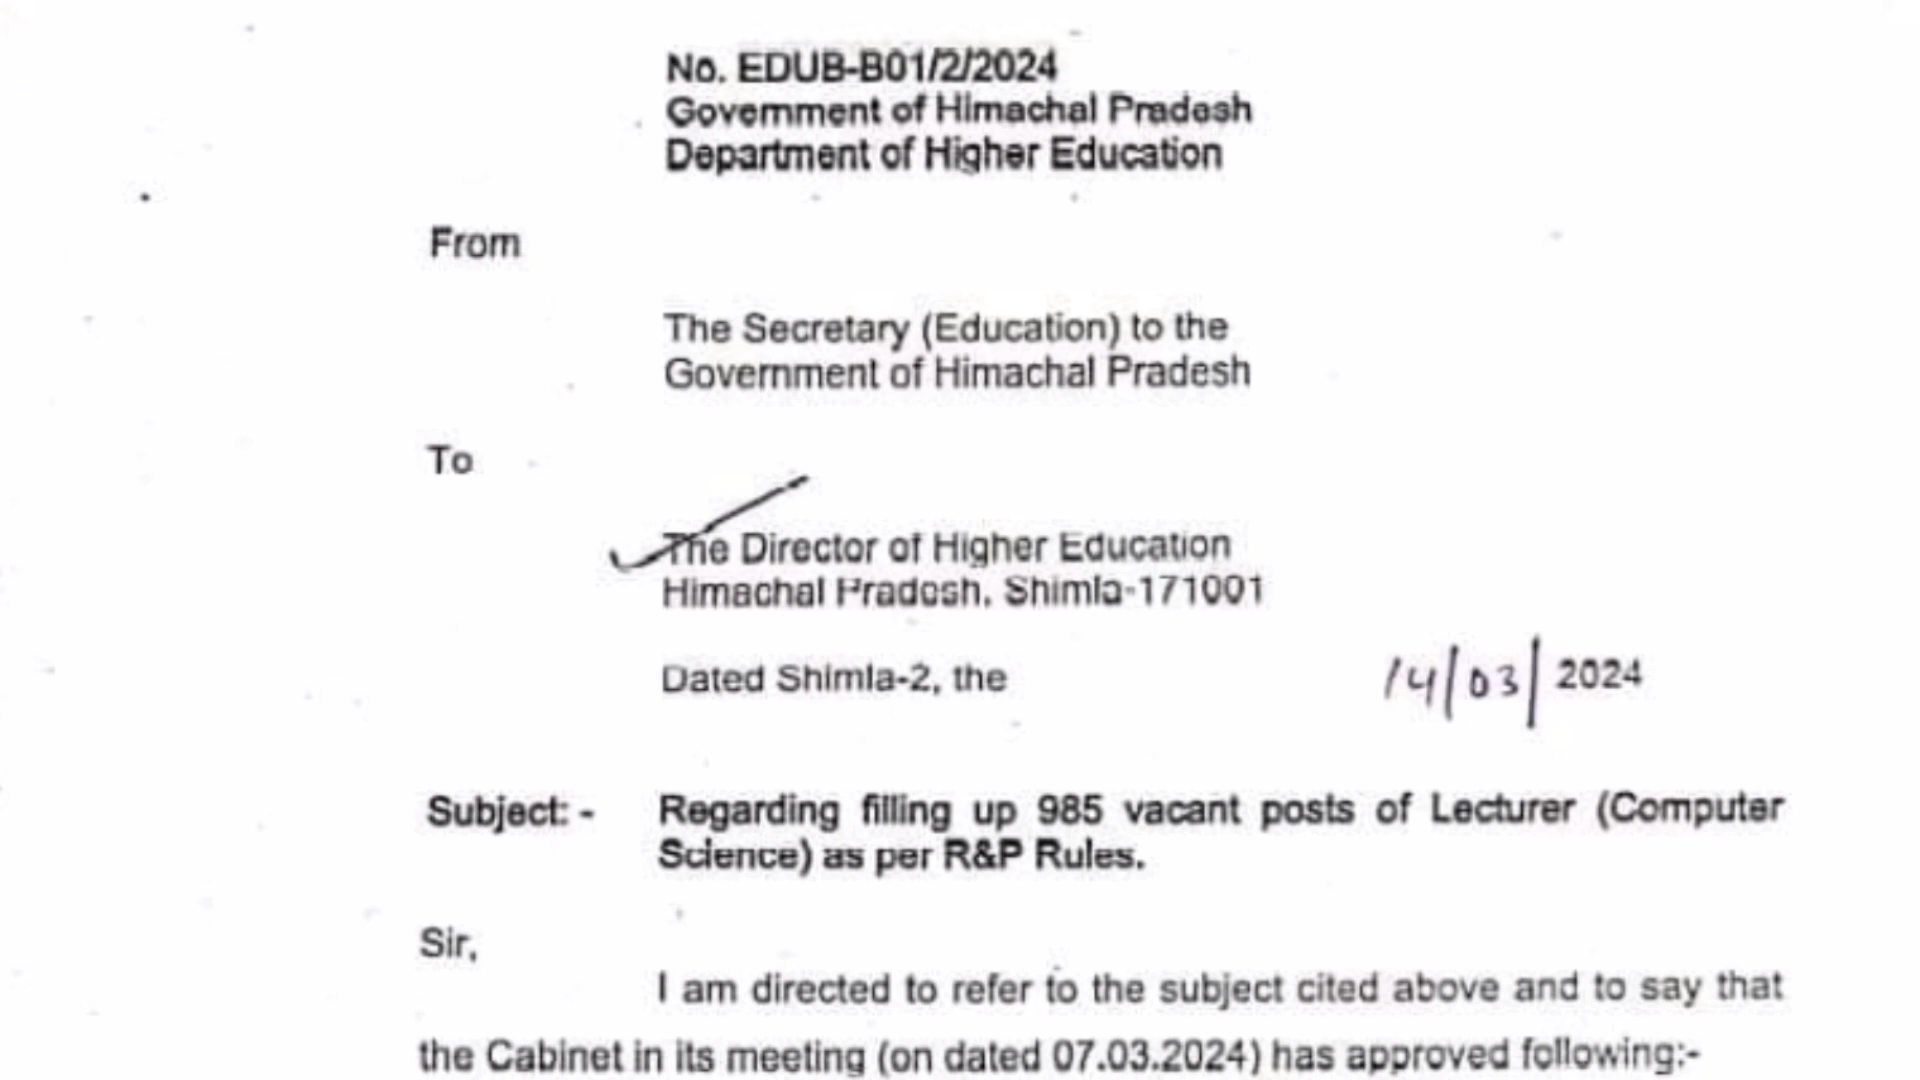 No. EDUB-B01/2/2024
Government of Himachal Pradesh
Department of Higher Education
From
The Secretary (Education) to the
Government of Himachal Pradesh
To
The Director of Higher Education
Himachal Pradesh, Shimla-171001
Dated Shimla-2, the 14/03/2024
Subject: - Regarding filling up 985 vacant posts of Lecturer (Computer
Science) as per R&P Rules.
Sir,
I am directed to refer to the subject cited above and to say that
the Cabinet in its meeting (on dated 07.03.2024) has approved following:-